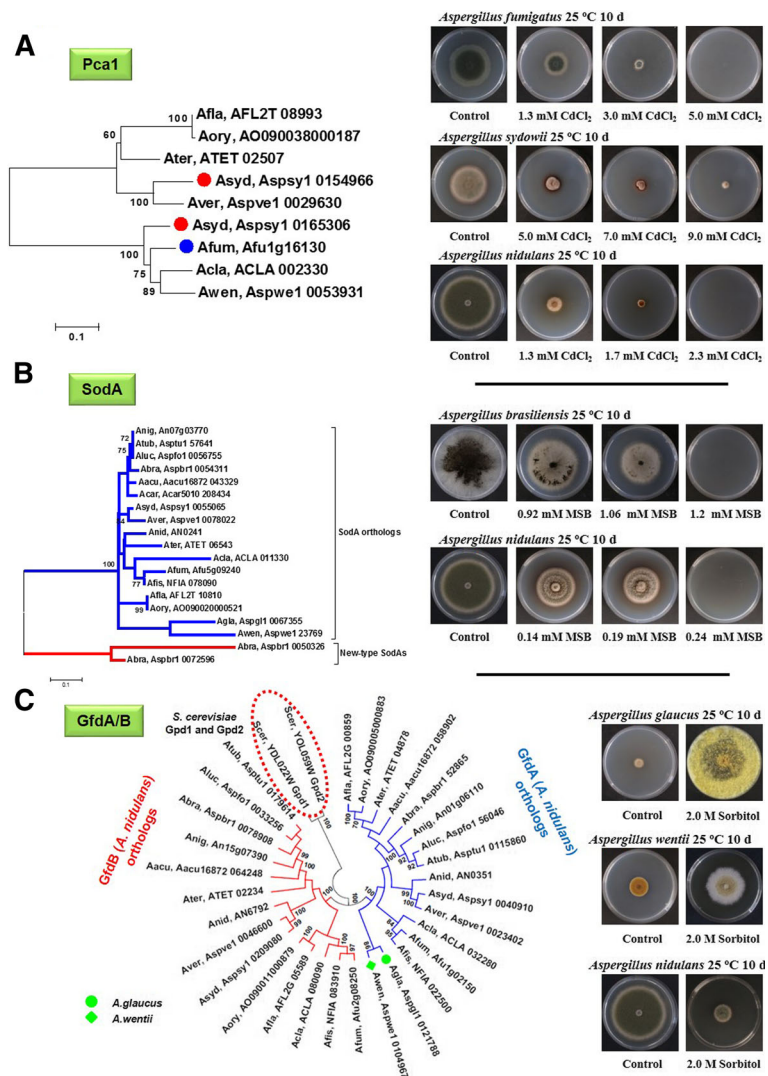 A
Pca1
100
Afla, AFL2T 08993
60
Aory, AO090038000187
Ater, ATET 02507
Asyd, Aspsy1 0154966
100
Aver, Aspve1 0029630
Asyd, Aspsy1 0165306
100
Afum, Afu1g16130
75
Acla, ACLA 002330
89
Awen, Aspwe1 0053931
0.1
Aspergillus fumigatus 25 ºC 10 d
Control 1.3 mM CdCl2 3.0 mM CdCl2 5.0 mM CdCl2
Aspergillus sydowii 25 ºC 10 d
Control 5.0 mM CdCl2 7.0 mM CdCl2 9.0 mM CdCl2
Aspergillus nidulans 25 ºC 10 d
Control 1.3 mM CdCl2 1.7 mM CdCl2 2.3 mM CdCl2
B
SodA
72
Anig, An07g03770
75
Atub, Asptu1 57641
Aluc, Aspfo1 0056755
Abra, Aspbr1 0054311
Aacu, Aacu16872 043329
Acar, Acar5010 208434
Asyd, Aspsy1 0055065
Aver, Aspve1 0078022
Anid, AN0241
Ater, ATET 06543
100
Acla, ACLA 011330
Afum, Afu5g09240
77
Afis, NFIA 078090
Afla, AFL2T 10810
99
Aory, AO090020000521
Agla, Aspgl1 0067355
Awen, Aspwe1 23769
Abra, Aspbr1 0050326
Abra, Aspbr1 0072596
SodA orthologs
New-type SodAs
0.1
Aspergillus brasiliensis 25 ºC 10 d
Control 0.92 mM MSB 1.06 mM MSB 1.2 mM MSB
Aspergillus nidulans 25 ºC 10 d
Control 0.14 mM MSB 0.19 mM MSB 0.24 mM MSB
C
GfdA/B
S. cerevisiae
Gpd1 and Gpd2
Scer, YDL022W Gpd1
Scer, YOL059W Gpd2
GfdB (A. nidulans)
orthologs
Atub, Asptu1 0179614
Aluc, Aspfo1 0033256
Abra, Aspbr1 0078908
Anig, An15g07390
Aacu, Aacu16872 064248
Ater, ATET 02234
Anid, AN6792
Aver, Aspve1 0046600
Asyd, Aspsy1 0209080
Aory, AO090011000879
Afla, AFL2G 05589
Acla, ACLA 080090
Afis, NFIA 083910
Afum, Afu2g08250
GfdA (A. nidulans)
orthologs
Afla, AFL2G 00859
Aory, AO090005000883
Ater, ATET 04878
Aacu, Aacu16872 058902
Abra, Aspbr1 52865
Anig, An01g06110
Aluc, Aspfo1 56046
Atub, Asptu1 0115860
Anid, AN0351
Asyd, Aspsy1 0040910
Aver, Aspve1 0023402
Acla, ACLA 032280
Afum, Afu1g02150
Afis, NFIA 022500
Agla, Aspgl1 0121788
A.glaucus
A.wentii
Aspergillus glaucus 25 ºC 10 d
Control 2.0 M Sorbitol
Aspergillus wentii 25 ºC 10 d
Control 2.0 M Sorbitol
Aspergillus nidulans 25 ºC 10 d
Control 2.0 M Sorbitol